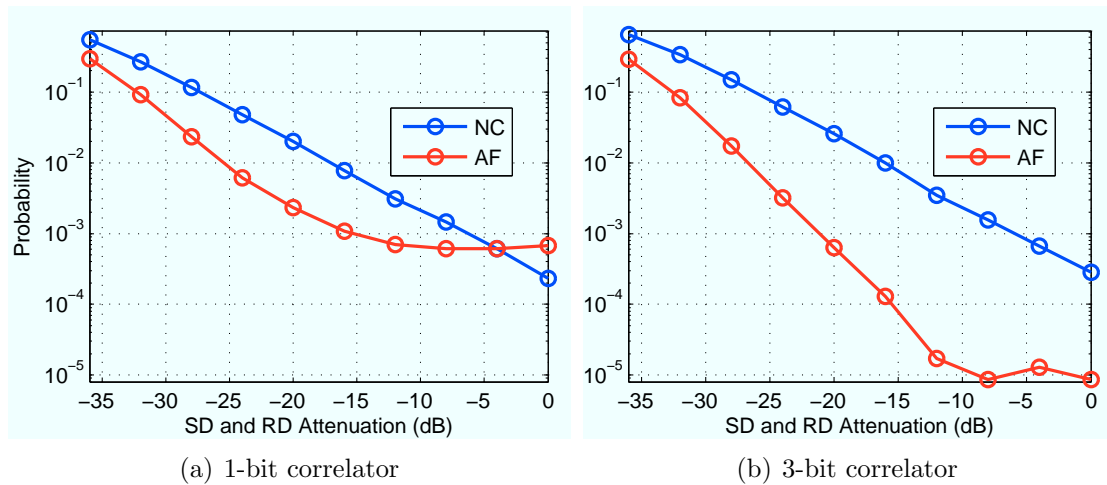 Probability
10⁻¹
10⁻²
10⁻³
10⁻⁴
10⁻⁵
−35 −30 −25 −20 −15 −10 −5 0
SD and RD Attenuation (dB)
NC
AF
(a) 1-bit correlator
10⁻¹
10⁻²
10⁻³
10⁻⁴
10⁻⁵
−35 −30 −25 −20 −15 −10 −5 0
SD and RD Attenuation (dB)
NC
AF
(b) 3-bit correlator